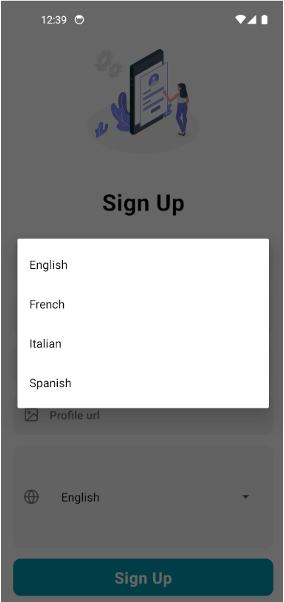 12:39
Sign Up
English
French
Italian
Spanish
Profile url
English
Sign Up